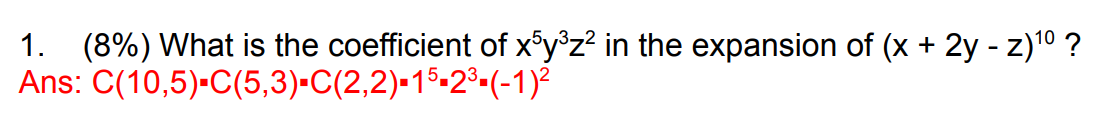 1. (8%) What is the coefficient of x⁵y³z² in the expansion of (x + 2y - z)¹⁰ ?
Ans: C(10,5)▪C(5,3)▪C(2,2)▪1⁵▪2³▪(-1)²